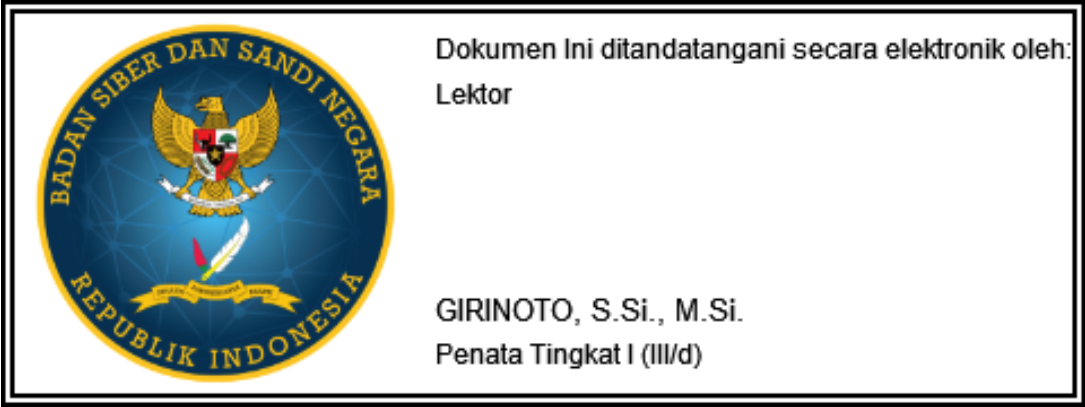 BADAN SIBER DAN SANDI NEGARA
REPUBLIK INDONESIA
Dokumen Ini ditandatangani secara elektronik oleh:
Lektor
GIRINOTO, S.Si., M.Si.
Penata Tingkat I (III/d)